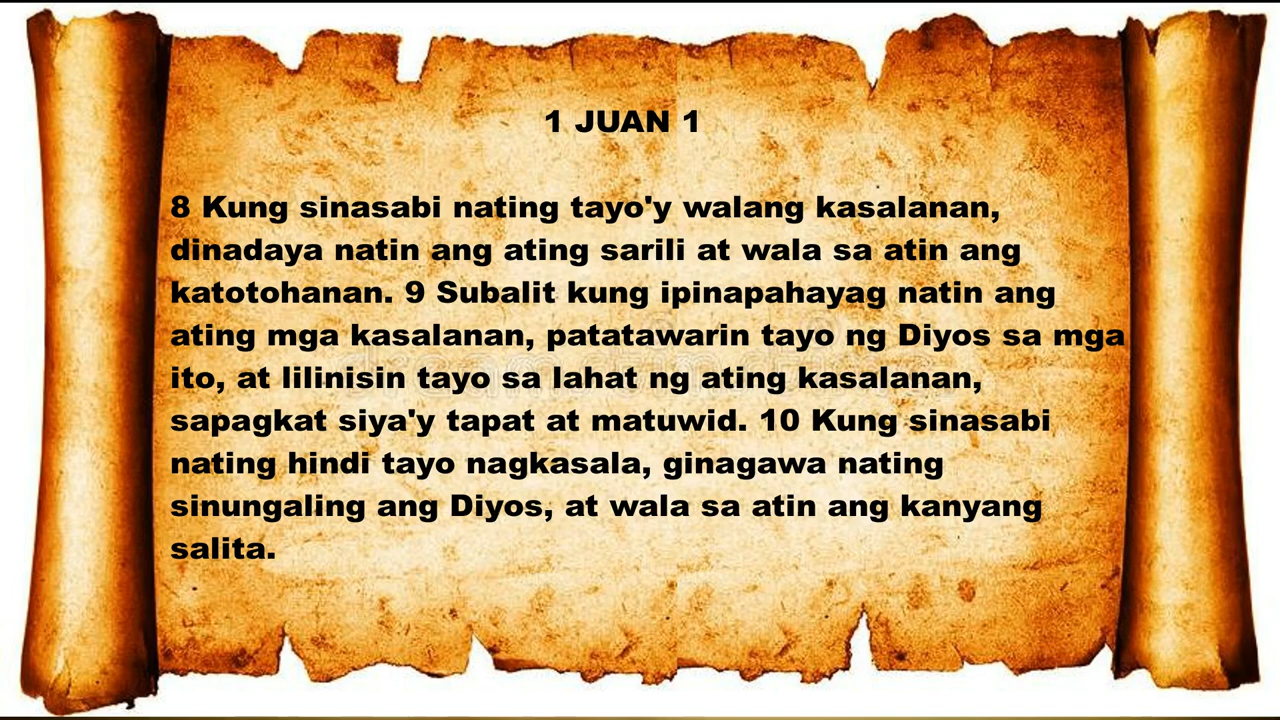 1 JUAN 1
8 Kung sinasabi nating tayo'y walang kasalanan,
dinadaya natin ang ating sarili at wala sa atin ang
katotohanan. 9 Subalit kung ipinapahayag natin ang
ating mga kasalanan, patatawarin tayo ng Diyos sa mga
ito, at lilinisin tayo sa lahat ng ating kasalanan,
sapagkat siya'y tapat at matuwid. 10 Kung sinasabi
nating hindi tayo nagkasala, ginagawa nating
sinungaling ang Diyos, at wala sa atin ang kanyang
salita.